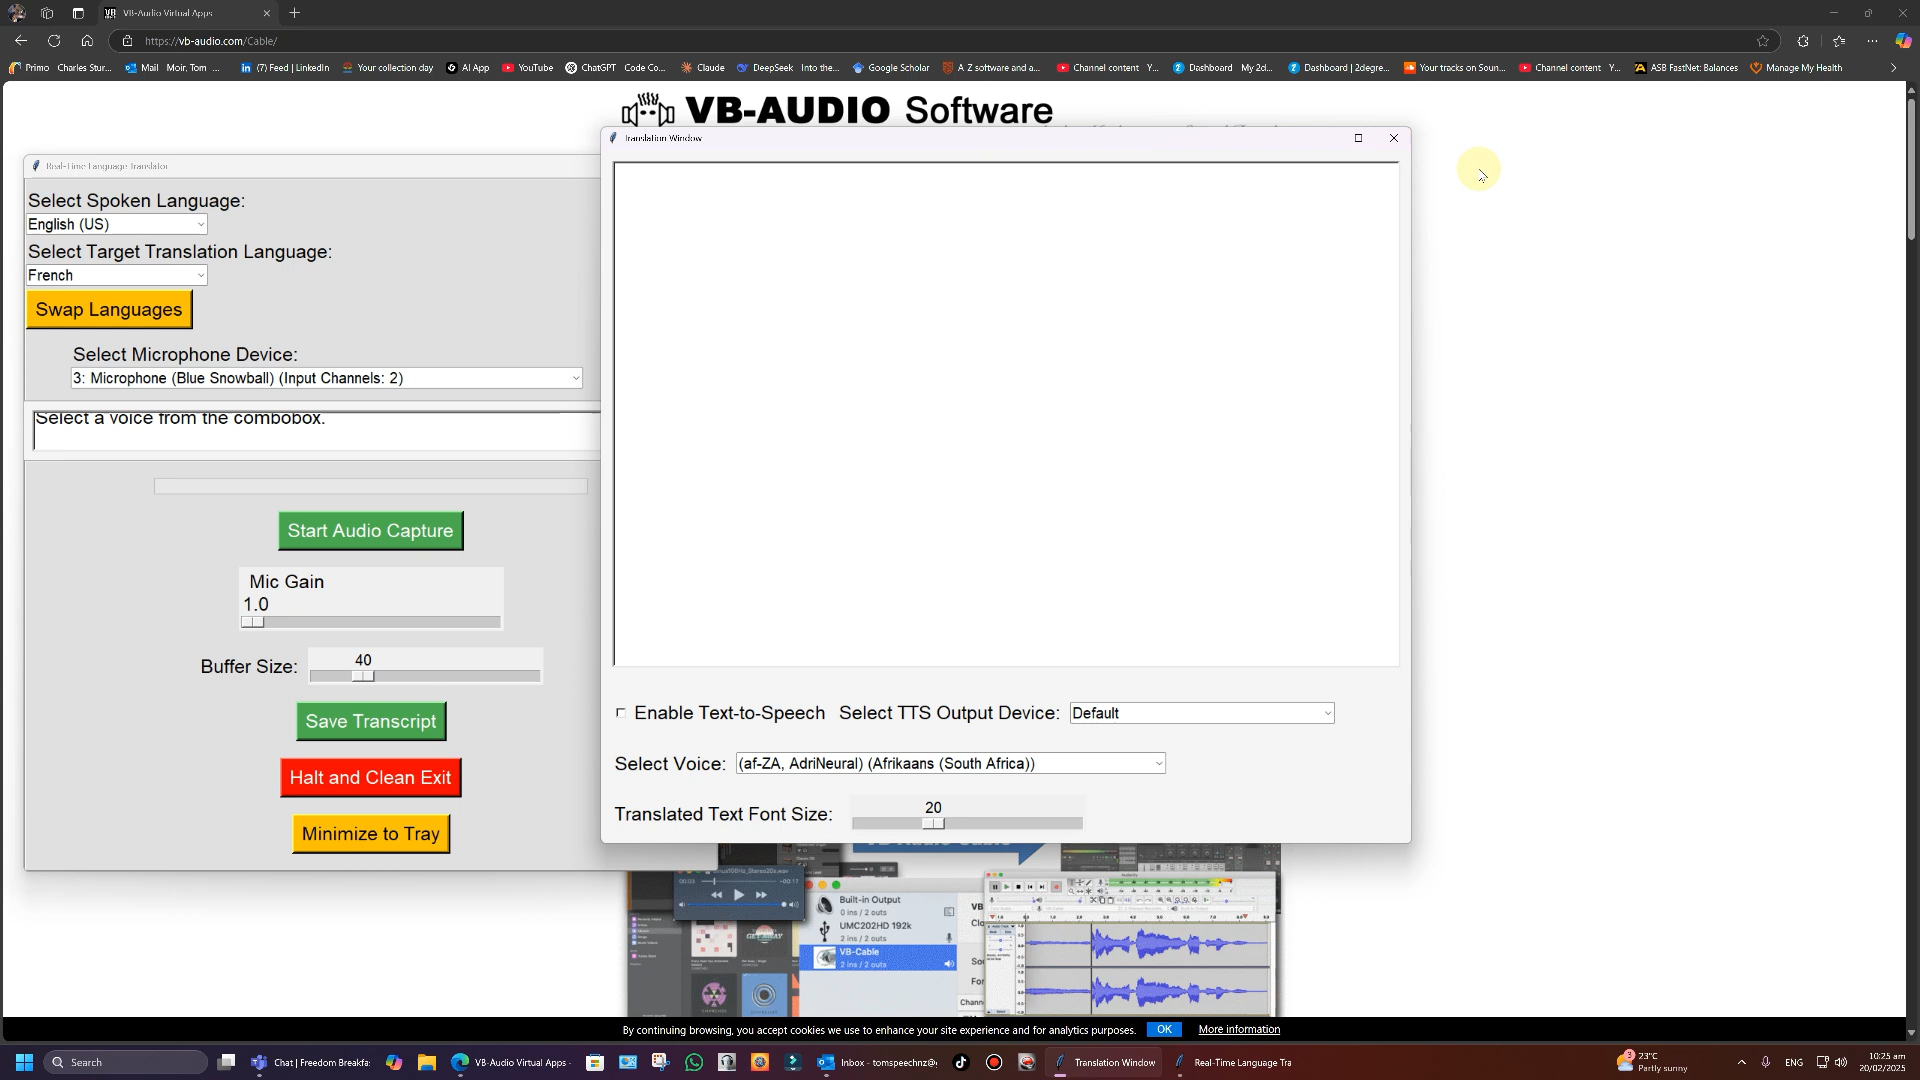 VB-Audio Virtual Apps
https://vb-audio.com/Cable/
Primo Charles Stur... Mail Moir, Tom ... (7) Feed | LinkedIn Your collection day AI App YouTube ChatGPT Code Co... Claude DeepSeek Into the... Google Scholar A Z software and a... Channel content Y... Dashboard My 2d... Dashboard | 2degre... Your tracks on Soun... Channel content Y... ASB FastNet: Balances Manage My Health
VB-AUDIO Software
Translation Window
Real-Time Language Translator
Select Spoken Language:
English (US)
Select Target Translation Language:
French
Swap Languages
Select Microphone Device:
3: Microphone (Blue Snowball) (Input Channels: 2)
Select a voice from the combobox.
Start Audio Capture
Mic Gain
1.0
Buffer Size: 40
Save Transcript
Halt and Clean Exit
Minimize to Tray
Enable Text-to-Speech Select TTS Output Device: Default
Select Voice: (af-ZA, AdriNeural) (Afrikaans (South Africa))
Translated Text Font Size: 20
Built-in Output
0 ins / 2 outs
UMC202HD 192k
2 ins / 2 outs
VB-Cable
2 ins / 2 outs
By continuing browsing, you accept cookies we use to enhance your site experience and for analytics purposes. OK More information
Search Chat | Freedom Breakfa: VB-Audio Virtual Apps - Inbox - tomspeechnz@ Translation Window Real-Time Language Tra
3 23°C
Partly sunny
ENG
10:25 am
20/02/2025